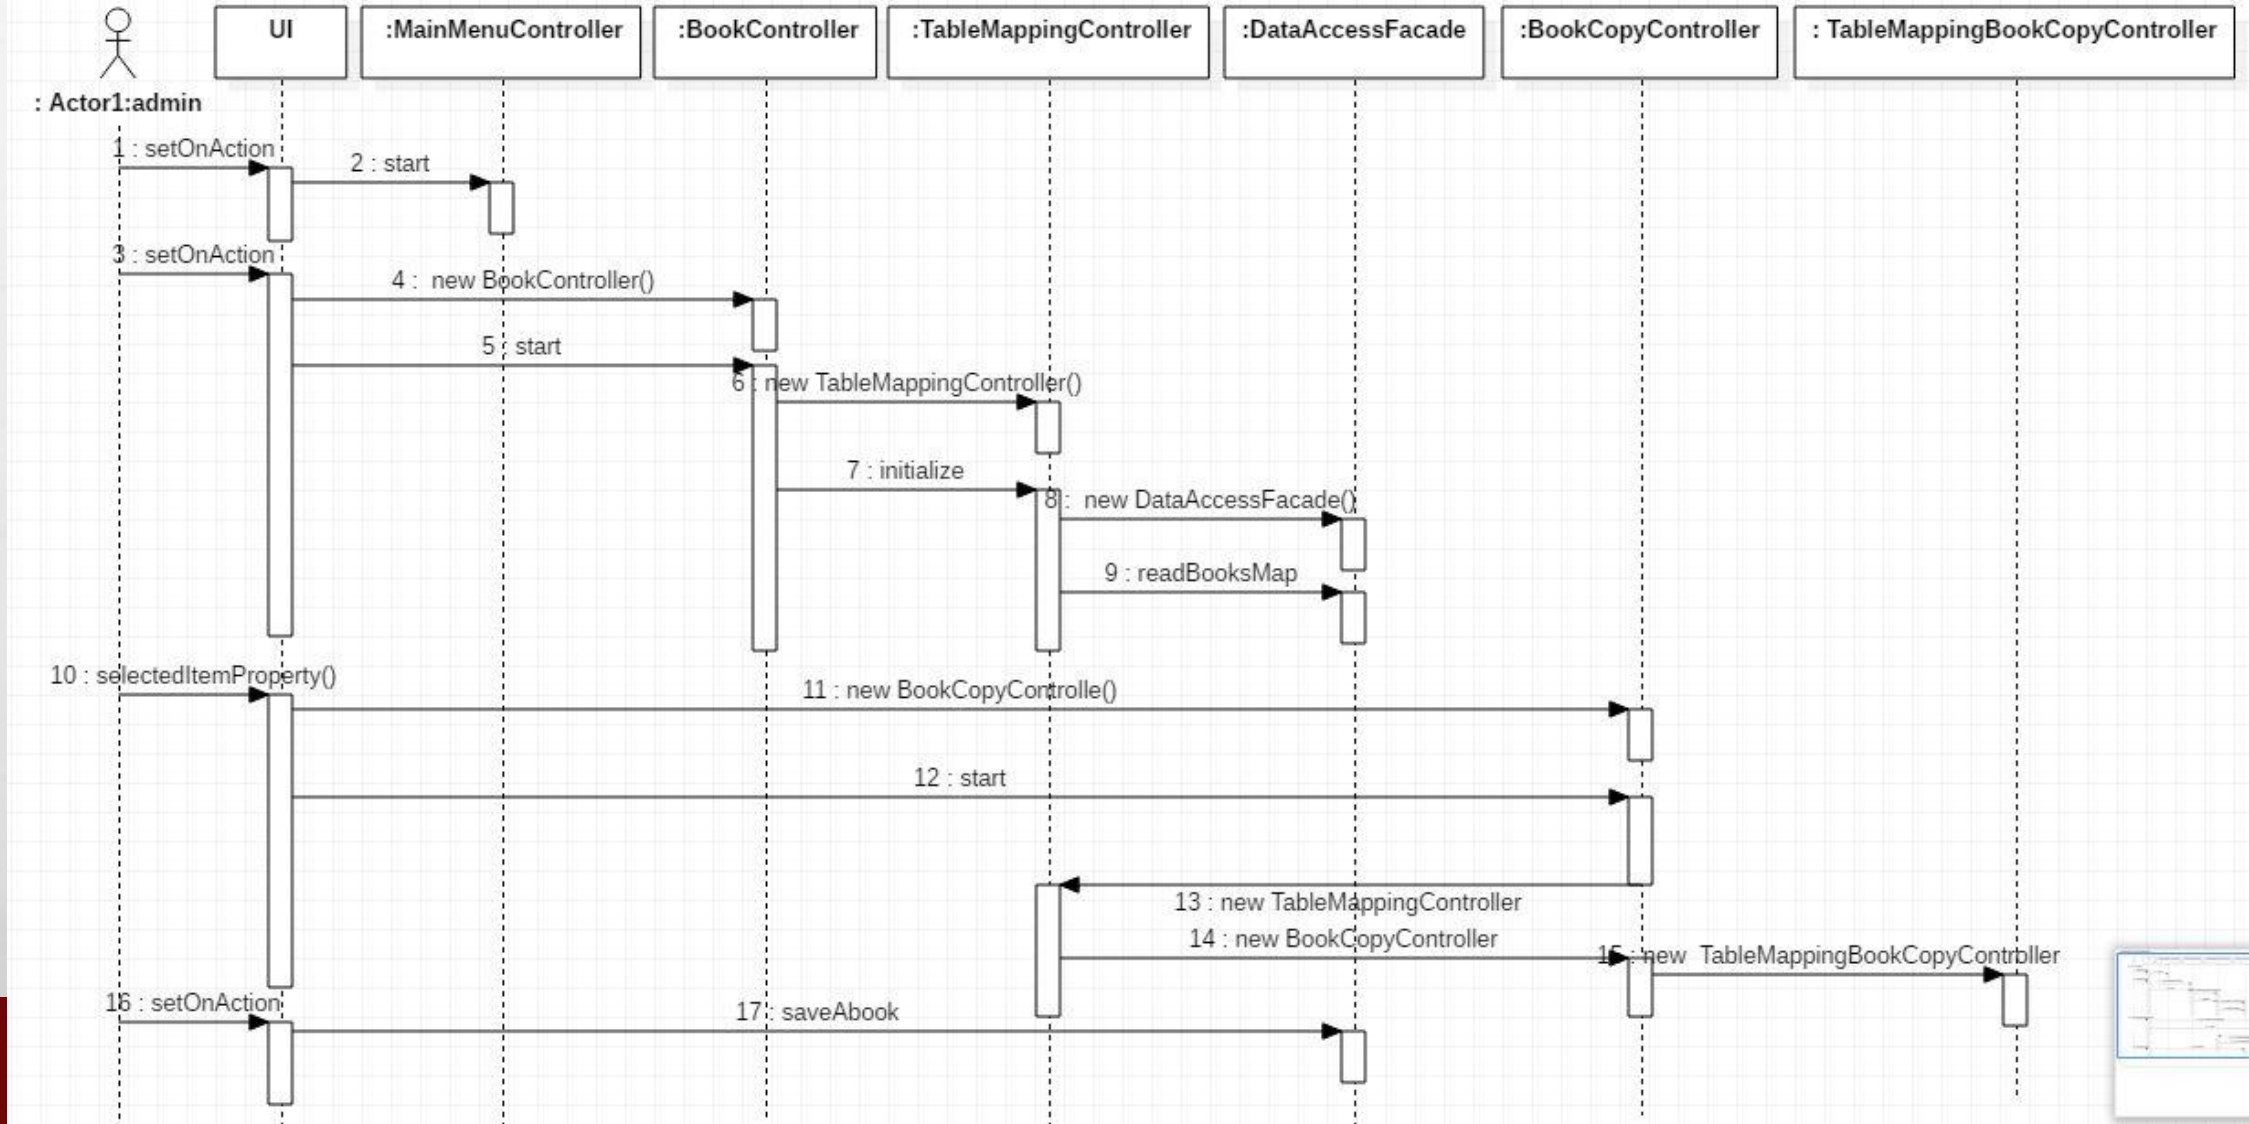 UI
:MainMenuController
:BookController
:TableMappingController
:DataAccessFacade
:BookCopyController
: TableMappingBookCopyController
: Actor1:admin
1 : setOnAction
2 : start
3 : setOnAction
4 :  new BookController()
5 : start
6 : new TableMappingController()
7 : initialize
8 :  new DataAccessFacade()
9 : readBooksMap
10 : selectedItemProperty()
11 : new BookCopyControlle()
12 : start
13 : new TableMappingController
14 : new BookCopyController
15 : new  TableMappingBookCopyController
16 : setOnAction
17 : saveAbook